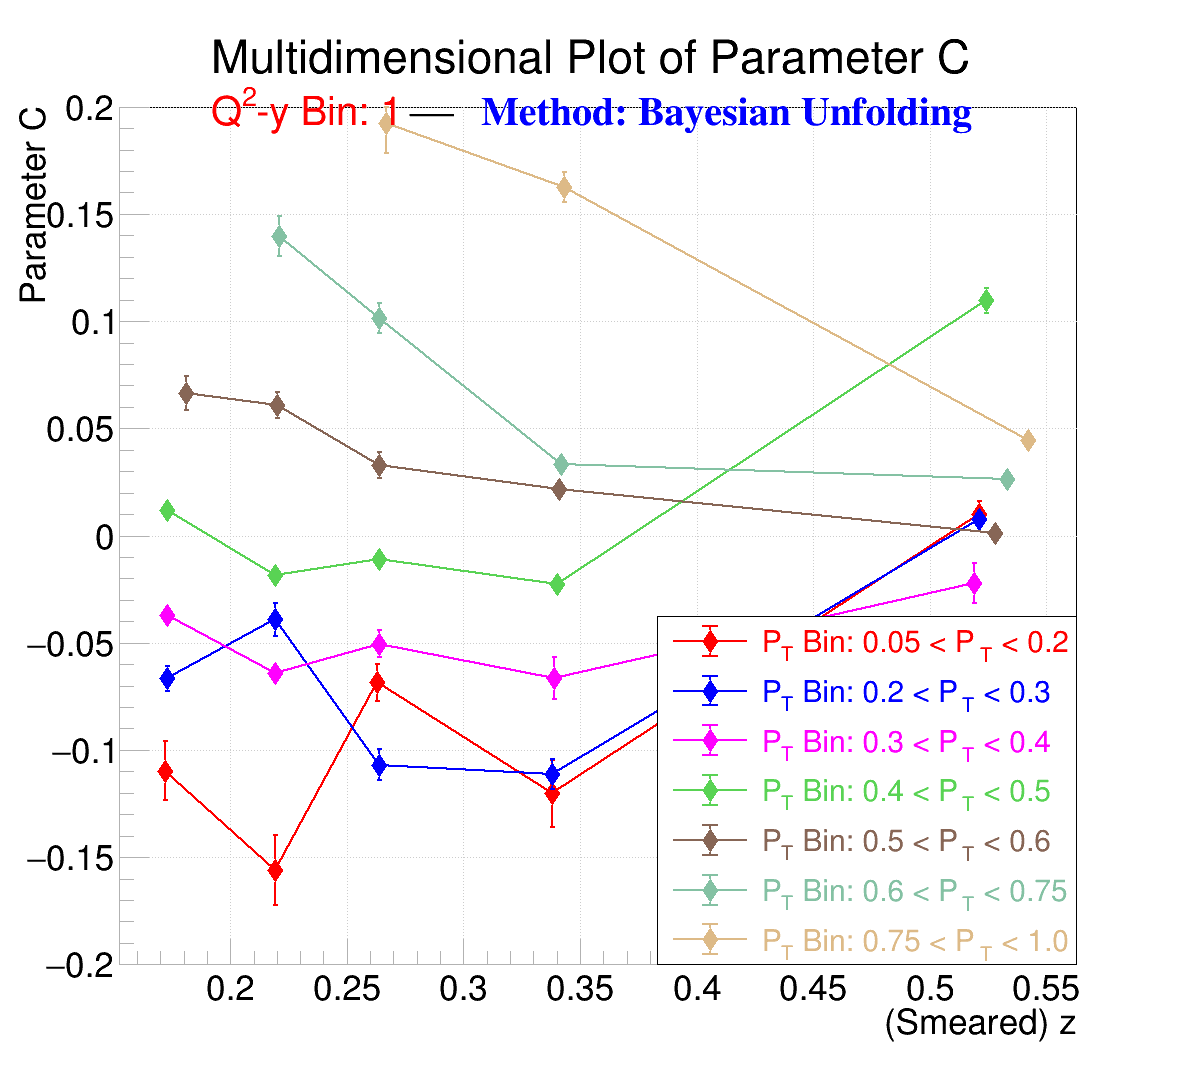 Multidimensional Plot of Parameter C
Q²-y Bin: 1 — Method: Bayesian Unfolding
Parameter C
0.2
0.15
0.1
0.05
0
−0.05
−0.1
−0.15
−0.2
P_T Bin: 0.05 < P_T < 0.2
P_T Bin: 0.2 < P_T < 0.3
P_T Bin: 0.3 < P_T < 0.4
P_T Bin: 0.4 < P_T < 0.5
P_T Bin: 0.5 < P_T < 0.6
P_T Bin: 0.6 < P_T < 0.75
P_T Bin: 0.75 < P_T < 1.0
0.2 0.25 0.3 0.35 0.4 0.45 0.5 0.55
(Smeared) z